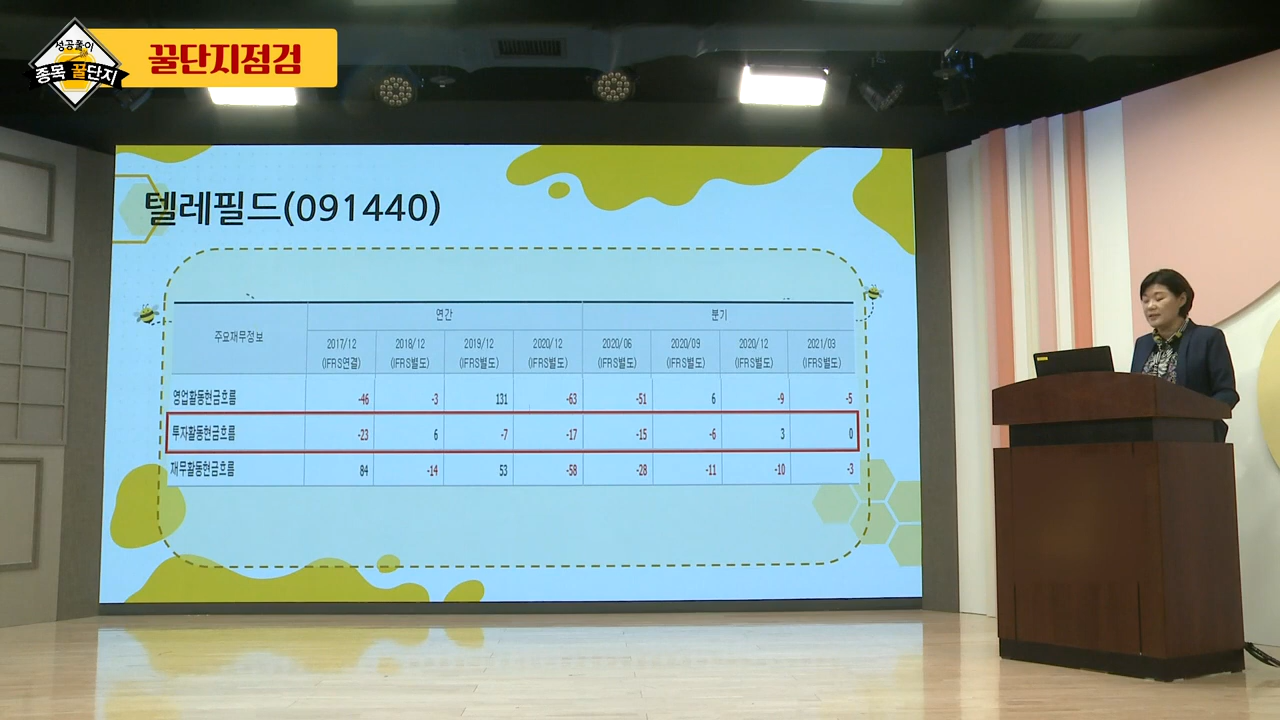 성공풀이
종목 꿀단지
꿀단지점검
텔레필드(091440)
주요재무정보 연간 분기
2017/12 2018/12 2019/12 2020/12 2020/06 2020/09 2020/12 2021/03
(IFRS연결) (IFRS별도) (IFRS별도) (IFRS별도) (IFRS별도) (IFRS별도) (IFRS별도) (IFRS별도)
영업활동현금흐름 -46 -3 131 -63 -51 6 -9 -5
투자활동현금흐름 -23 6 -7 -17 -15 -6 3 0
재무활동현금흐름 84 -14 53 -58 -28 -11 -10 -3